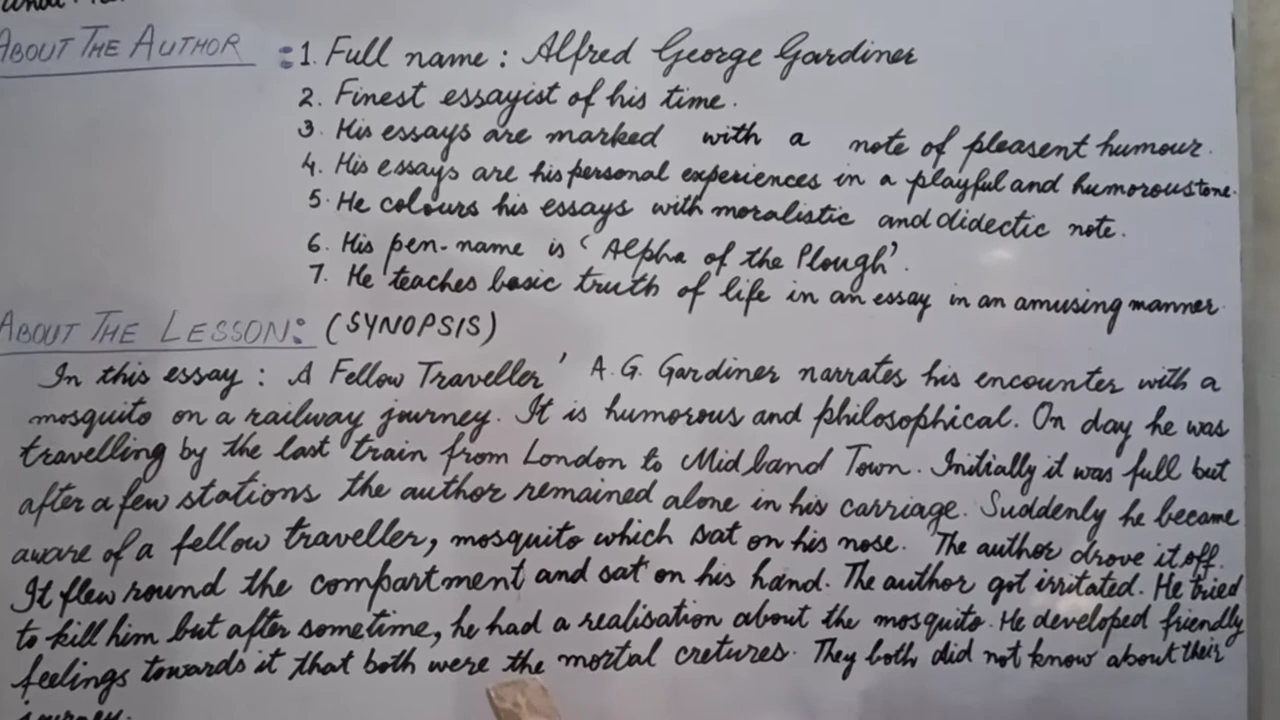 ABOUT THE AUTHOR : 1. Full name : Alfred George Gardiner
2. Finest essayist of his time.
3. His essays are marked with a note of pleasent humour.
4. His essays are his personal experiences in a playful and humorous tone.
5. He colours his essays with moralistic and didectic note.
6. His pen-name is ‘Alpha of the Plough’.
7. He teaches basic truth of life in an essay in an amusing manner.
ABOUT THE LESSON: (SYNOPSIS)
In this essay : A Fellow Traveller’ A.G. Gardiner narrates his encounter with a
mosquito on a railway journey. It is humorous and philosophical. On day he was
travelling by the last train from London to Midland Town. Initially it was full but
after a few stations the author remained alone in his carriage. Suddenly he became
aware of a fellow traveller, mosquito which sat on his nose. The author drove it off.
It flew round the compartment and sat on his hand. The author got irritated. He tried
to kill him but after sometime, he had a realisation about the mosquito. He developed friendly
feelings towards it that both were the mortal cretures. They both did not know about their